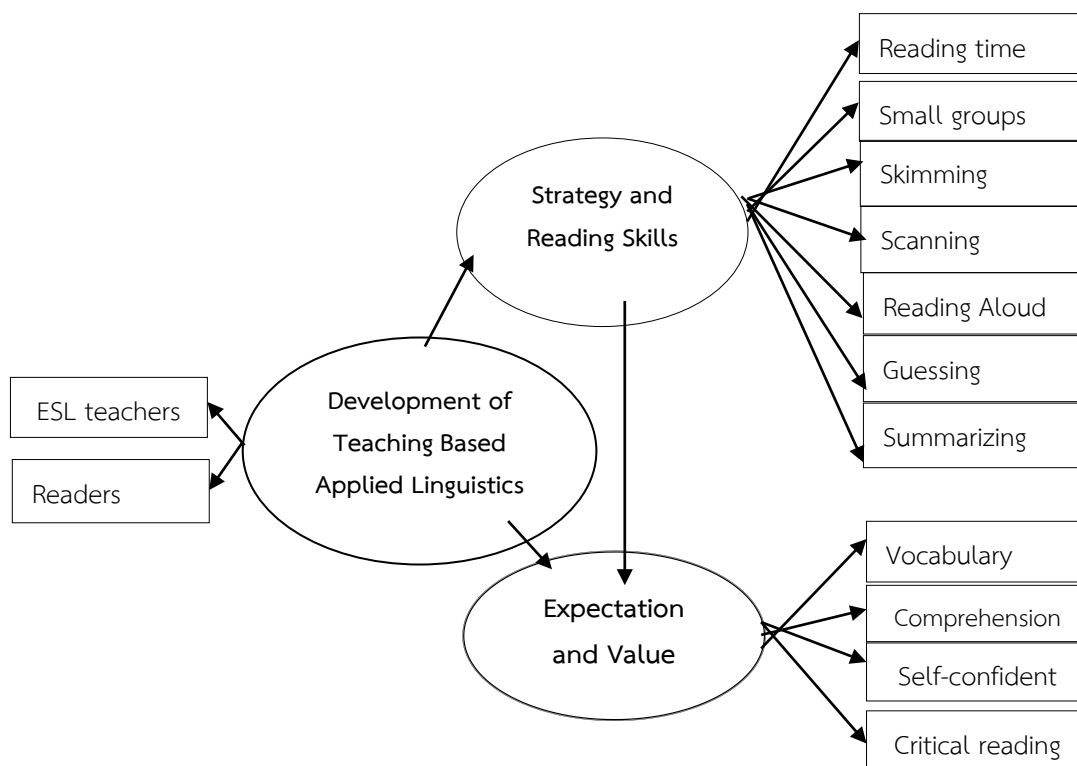 Reading time
Small groups
Skimming
Scanning
Reading Aloud
Guessing
Summarizing
Strategy and
Reading Skills
ESL teachers
Readers
Development of
Teaching Based
Applied Linguistics
Expectation
and Value
Vocabulary
Comprehension
Self-confident
Critical reading